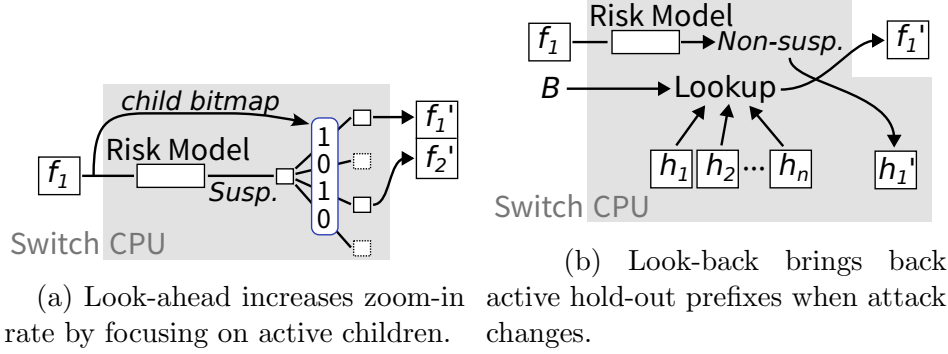 child bitmap
Risk Model
f1
Susp.
1
0
1
0
f1'
f2'
Switch CPU
(a) Look-ahead increases zoom-in
rate by focusing on active children.
Risk Model
f1
Non-susp.
f1'
B
Lookup
h1
h2
...
hn
h1'
Switch CPU
(b) Look-back brings back
active hold-out prefixes when attack
changes.